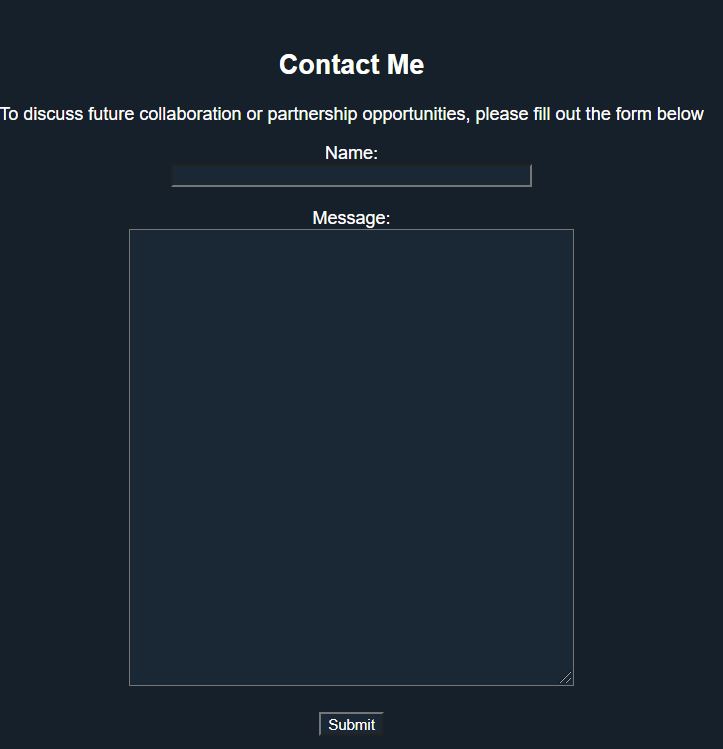 Contact Me
To discuss future collaboration or partnership opportunities, please fill out the form below
Name:
Message:
Submit